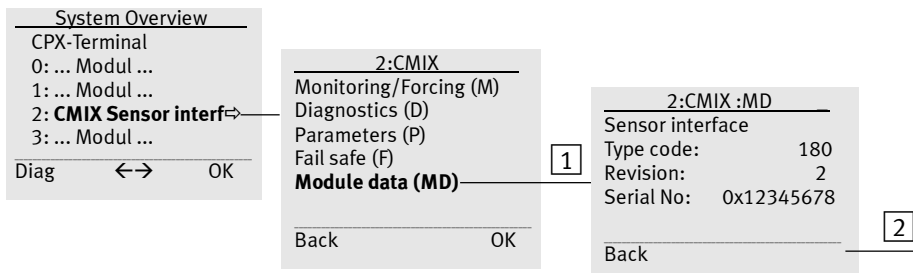 System Overview
CPX-Terminal
0: ... Modul ...
1: ... Modul ...
2: CMIX Sensor interf⇨
3: ... Modul ...
Diag ←→ OK
2:CMIX
Monitoring/Forcing (M)
Diagnostics (D)
Parameters (P)
Fail safe (F)
Module data (MD)
Back OK
1
2:CMIX :MD _
Sensor interface
Type code: 180
Revision: 2
Serial No: 0x12345678
Back
2